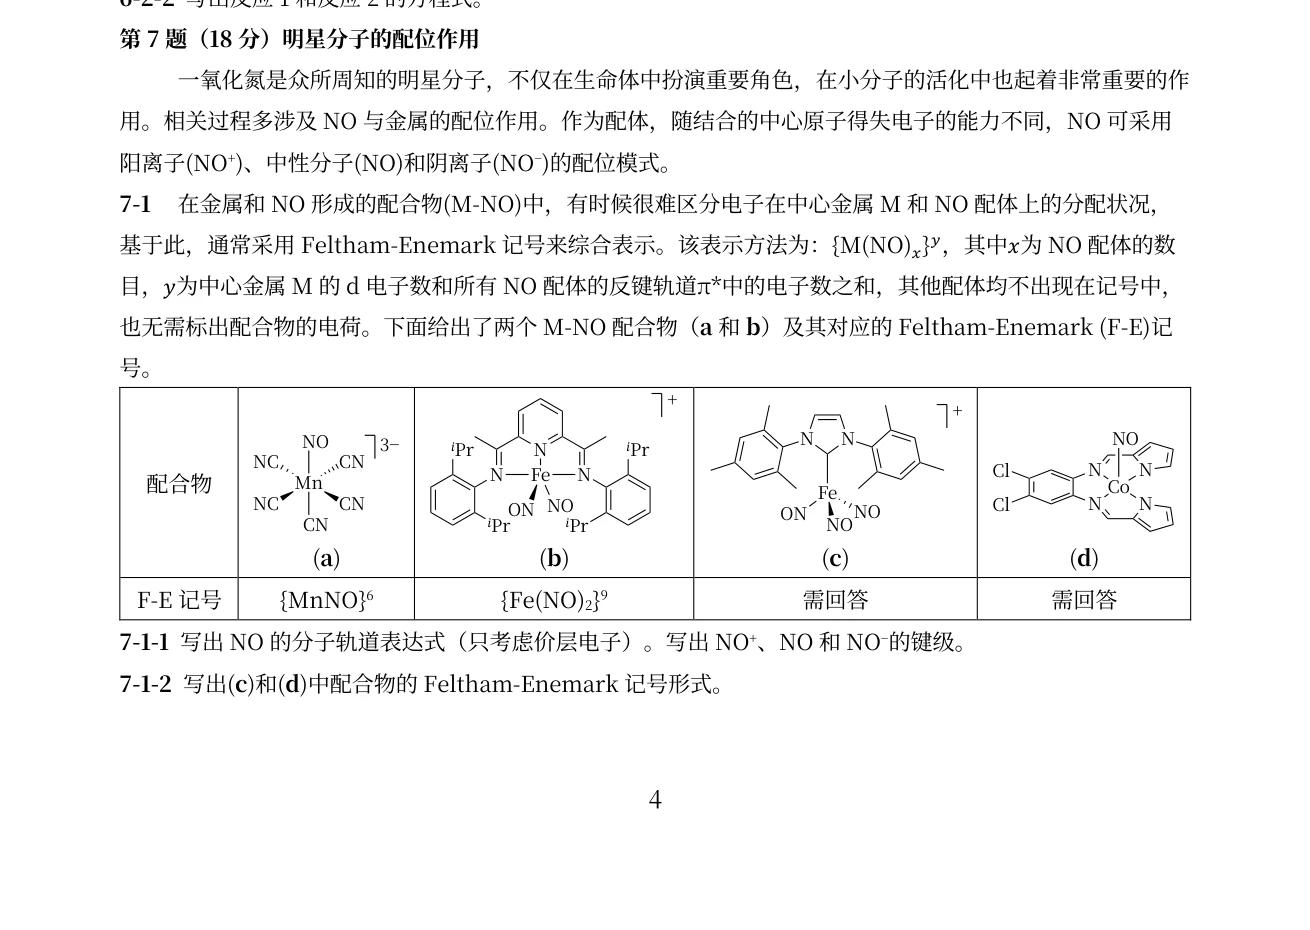 6-2-2 写出反应 1 和反应 2 的方程式。
第 7 题（18 分）明星分子的配位作用
一氧化氮是众所周知的明星分子，不仅在生命体中扮演重要角色，在小分子的活化中也起着非常重要的作
用。相关过程多涉及 NO 与金属的配位作用。作为配体，随结合的中心原子得失电子的能力不同，NO 可采用
阳离子(NO⁺)、中性分子(NO)和阴离子(NO⁻)的配位模式。
7-1 在金属和 NO 形成的配合物(M-NO)中，有时候很难区分电子在中心金属 M 和 NO 配体上的分配状况，
基于此，通常采用 Feltham-Enemark 记号来综合表示。该表示方法为：{M(NO)ₓ}ʸ，其中x为 NO 配体的数
目，y为中心金属 M 的 d 电子数和所有 NO 配体的反键轨道π*中的电子数之和，其他配体均不出现在记号中，
也无需标出配合物的电荷。下面给出了两个 M-NO 配合物（a 和 b）及其对应的 Feltham-Enemark (F-E)记
号。
配合物
NO
NC CN
Mn
NC CN
CN
3−
(a)
N
ⁱPr ⁱPr
N Fe N
ON NO
ⁱPr ⁱPr
+
(b)
N N
Fe
ON NO
NO
+
(c)
NO
Cl N N
Co
Cl N N
(d)
F-E 记号 {MnNO}⁶ {Fe(NO)₂}⁹ 需回答 需回答
7-1-1 写出 NO 的分子轨道表达式（只考虑价层电子）。写出 NO⁺、NO 和 NO⁻的键级。
7-1-2 写出(c)和(d)中配合物的 Feltham-Enemark 记号形式。
4